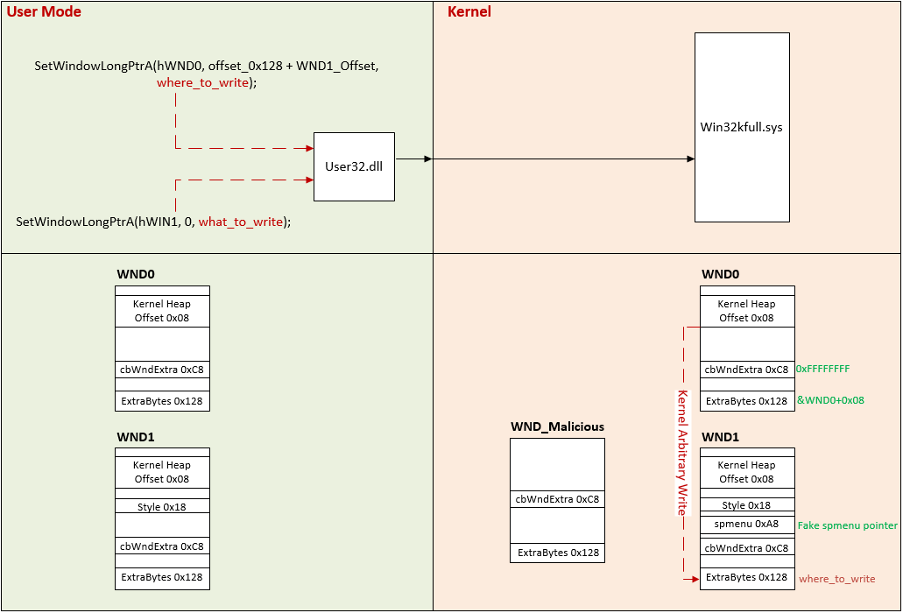 User Mode
Kernel
SetWindowLongPtrA(hWND0, offset_0x128 + WND1_Offset,
where_to_write);
User32.dll
Win32kfull.sys
SetWindowLongPtrA(hWIN1, 0, what_to_write);
WND0
Kernel Heap
Offset 0x08
cbWndExtra 0xC8
ExtraBytes 0x128
WND1
Kernel Heap
Offset 0x08
Style 0x18
cbWndExtra 0xC8
ExtraBytes 0x128
WND_Malicious
cbWndExtra 0xC8
ExtraBytes 0x128
Kernel Arbitrary Write
WND0
Kernel Heap
Offset 0x08
cbWndExtra 0xC8
0xFFFFFFFF
ExtraBytes 0x128
&WND0+0x08
WND1
Kernel Heap
Offset 0x08
Style 0x18
spmenu 0xA8
Fake spmenu pointer
cbWndExtra 0xC8
ExtraBytes 0x128
where_to_write